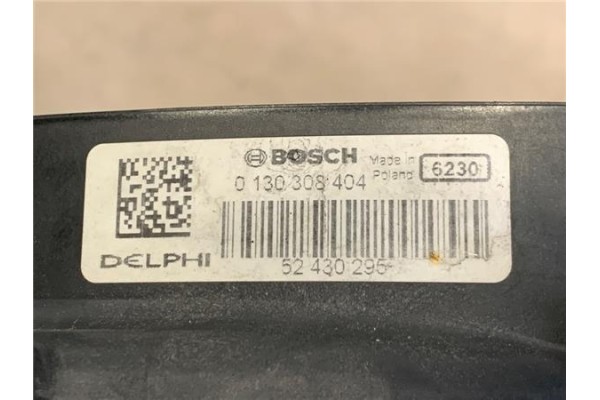 BOSCH
0 130 308 404
Made in
Poland
6230
DELPHI
52 430 295